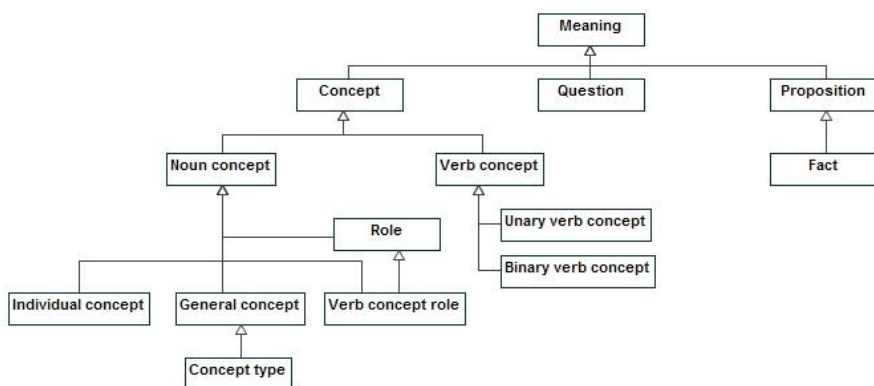 Meaning
Concept
Question
Proposition
Noun concept
Verb concept
Fact
Role
Unary verb concept
Binary verb concept
Individual concept
General concept
Verb concept role
Concept type